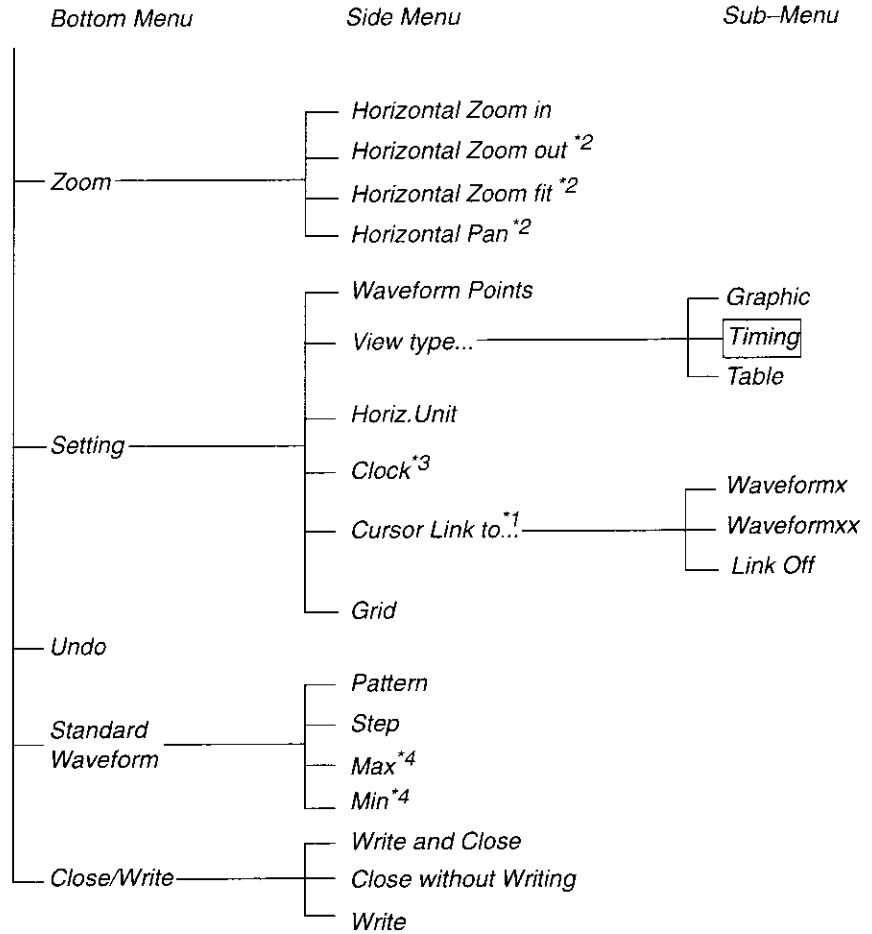 Bottom Menu Side Menu Sub–Menu
Horizontal Zoom in
Horizontal Zoom out *2
Zoom Horizontal Zoom fit *2
Horizontal Pan *2
Waveform Points
Graphic
View type... Timing
Table
Horiz.Unit
Setting
Clock*3
Waveformx
Cursor Link to...*1 Waveformxx
Link Off
Grid
Undo
Pattern
Standard Step
Waveform Max*4
Min*4
Write and Close
Close/Write Close without Writing
Write